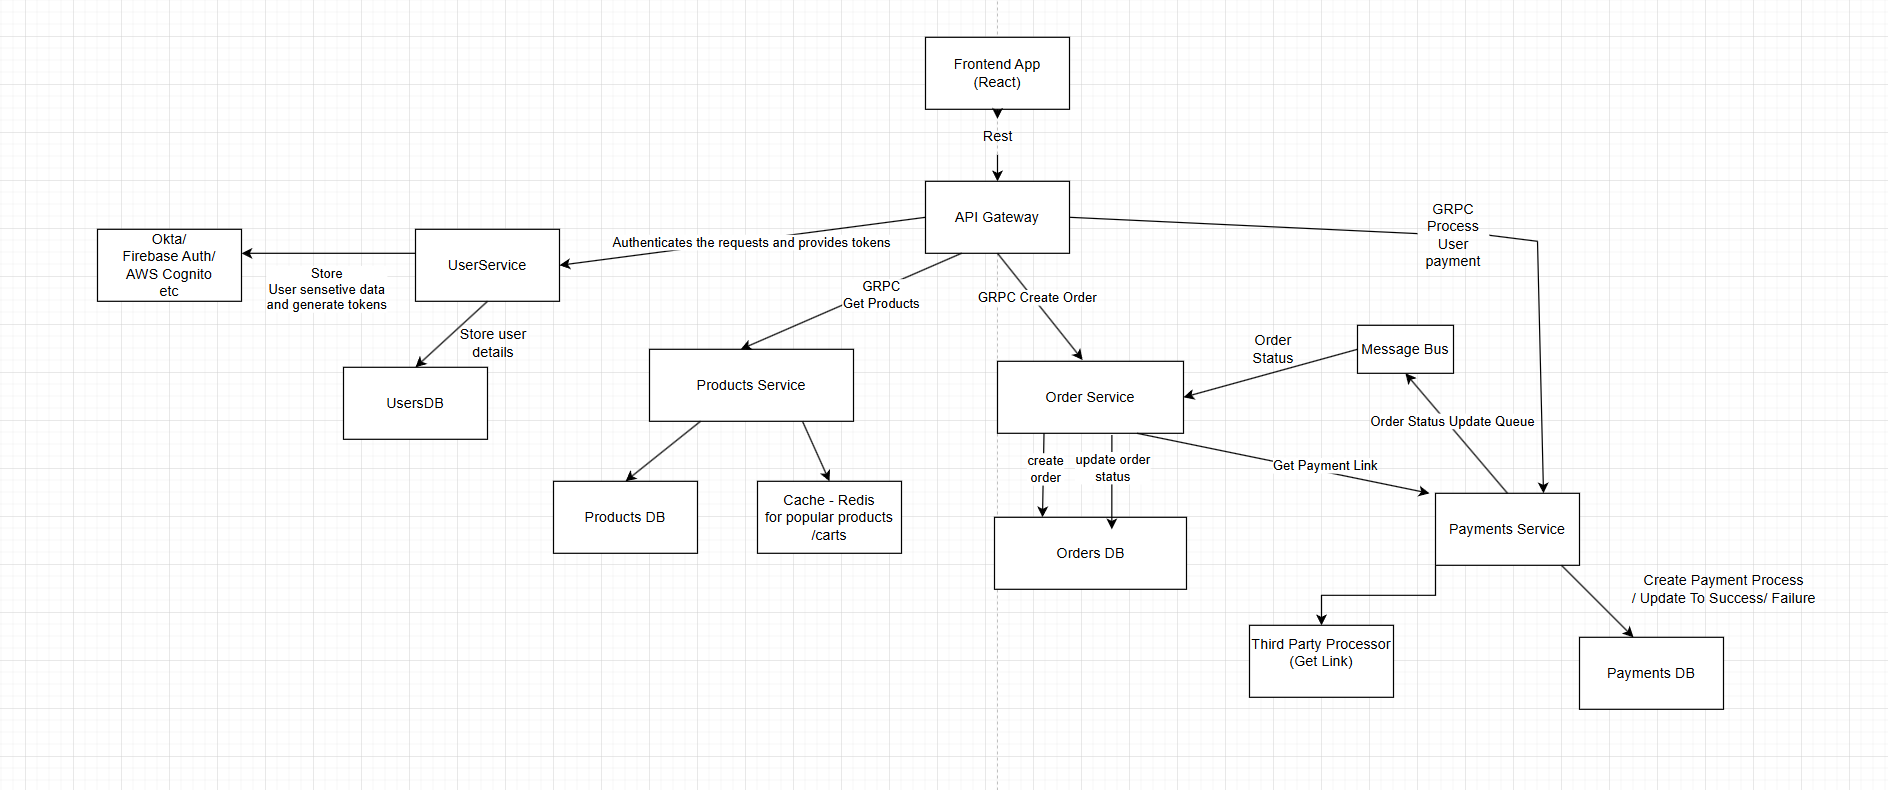 Frontend App
(React)
Rest
API Gateway
GRPC
Process
User
payment
Okta/
Firebase Auth/
AWS Cognito
etc
UserService
Authenticates the requests and provides tokens
Store
User sensetive data
and generate tokens
GRPC
Get Products
GRPC Create Order
Store user
details
Order
Status
Message Bus
UsersDB
Products Service
Order Service
Order Status Update Queue
create
order
update order
status
Get Payment Link
Products DB
Cache - Redis
for popular products
/carts
Orders DB
Payments Service
Create Payment Process
/ Update To Success/ Failure
Third Party Processor
(Get Link)
Payments DB